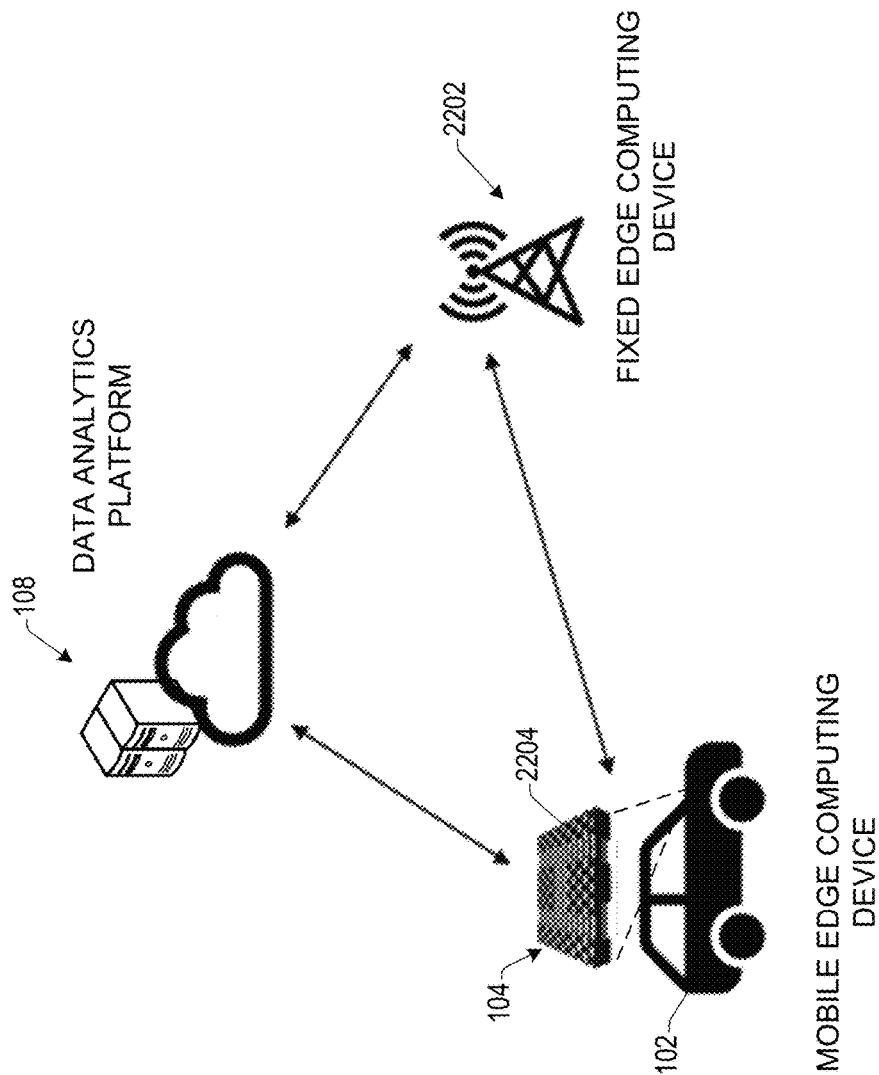 108
DATA ANALYTICS
PLATFORM
2202
FIXED EDGE COMPUTING
DEVICE
104
2204
102
MOBILE EDGE COMPUTING
DEVICE